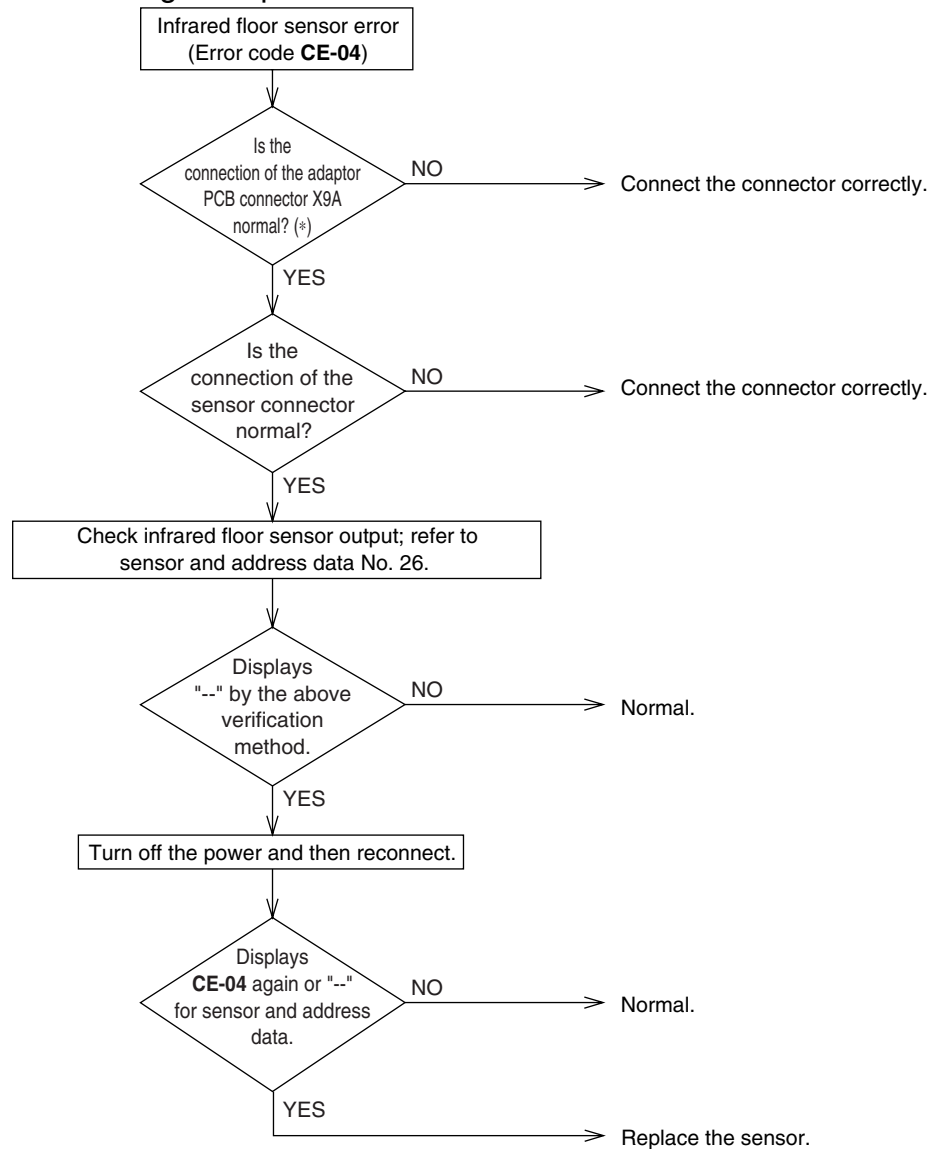 Infrared floor sensor error
(Error code CE-04)
Is the
connection of the adaptor
PCB connector X9A
normal? (*)
NO
Connect the connector correctly.
YES
Is the
connection of the
sensor connector
normal?
NO
Connect the connector correctly.
YES
Check infrared floor sensor output; refer to
sensor and address data No. 26.
Displays
"--" by the above
verification
method.
NO
Normal.
YES
Turn off the power and then reconnect.
Displays
CE-04 again or "--"
for sensor and address
data.
NO
Normal.
YES
Replace the sensor.